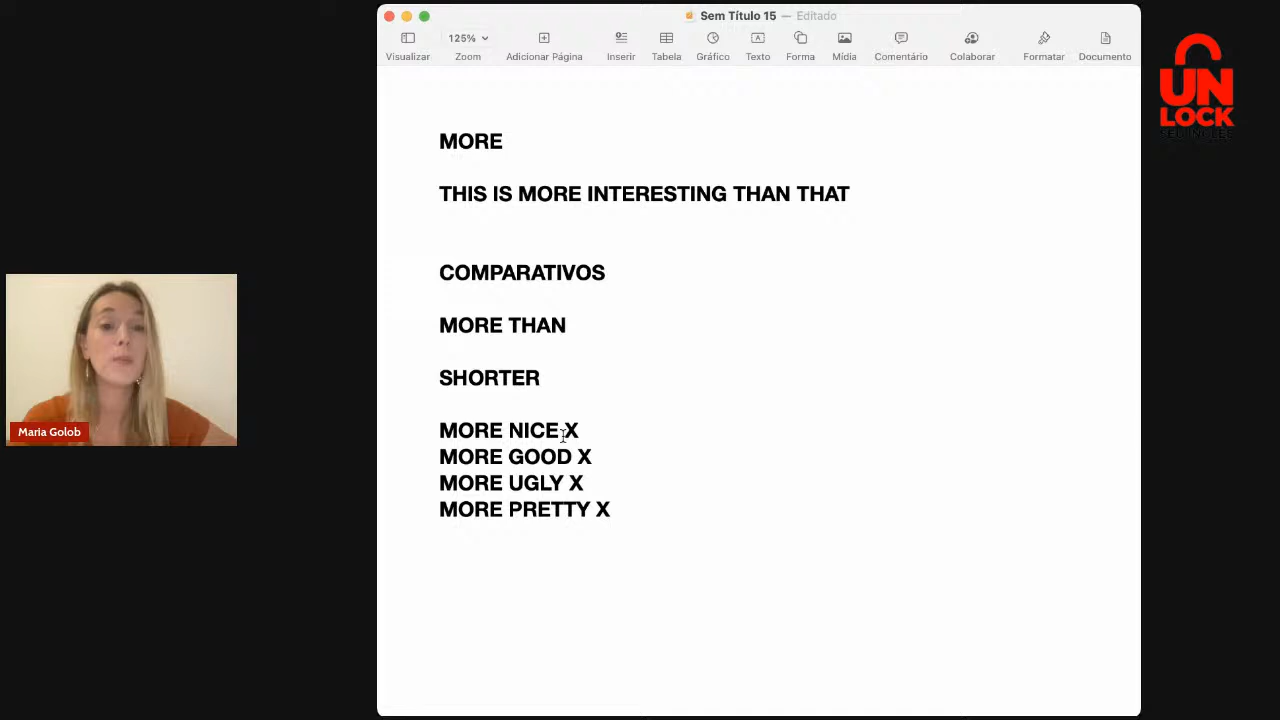 Sem Título 15 — Editado
125%
Visualizar Zoom Adicionar Página Inserir Tabela Gráfico Texto Forma Mídia Comentário Colaborar Formatar Documento
UN
LOCK
SEU INGLÊS
MORE
THIS IS MORE INTERESTING THAN THAT
COMPARATIVOS
MORE THAN
SHORTER
MORE NICE X
MORE GOOD X
MORE UGLY X
MORE PRETTY X
Maria Golob